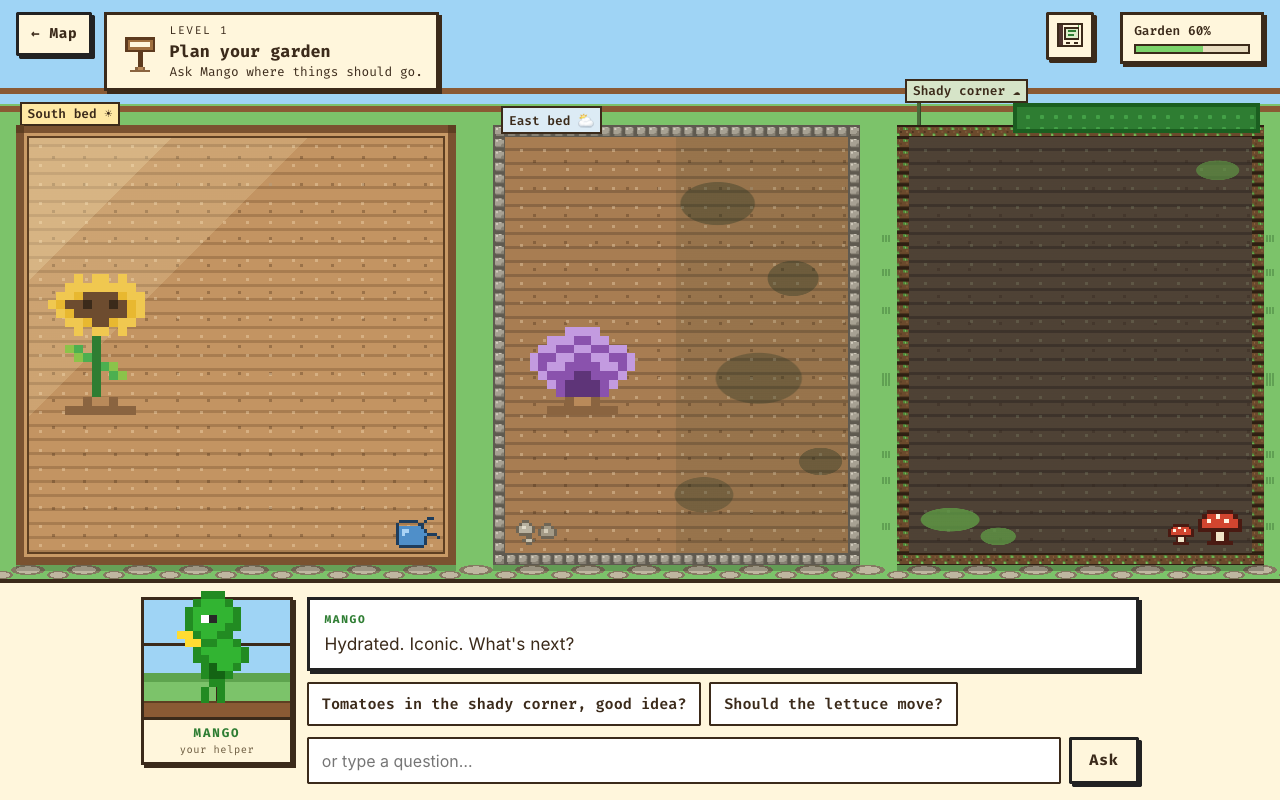 ← Map
LEVEL 1
Plan your garden
Ask Mango where things should go.
Garden 60%
South bed ☀
East bed ⛅
Shady corner ☁
MANGO
your helper
MANGO
Hydrated. Iconic. What's next?
Tomatoes in the shady corner, good idea?
Should the lettuce move?
or type a question...
Ask